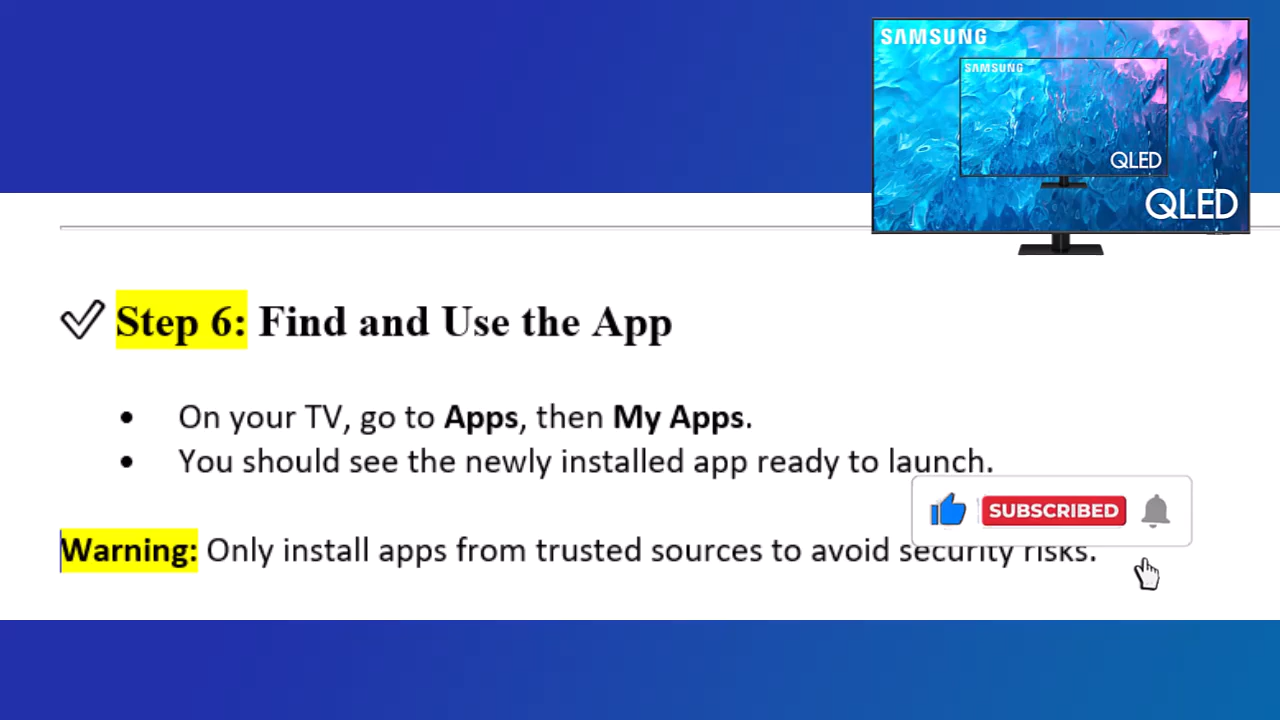 SAMSUNG
SAMSUNG
QLED
QLED
Step 6: Find and Use the App
• On your TV, go to Apps, then My Apps.
• You should see the newly installed app ready to launch.
SUBSCRIBED
Warning: Only install apps from trusted sources to avoid security risks.